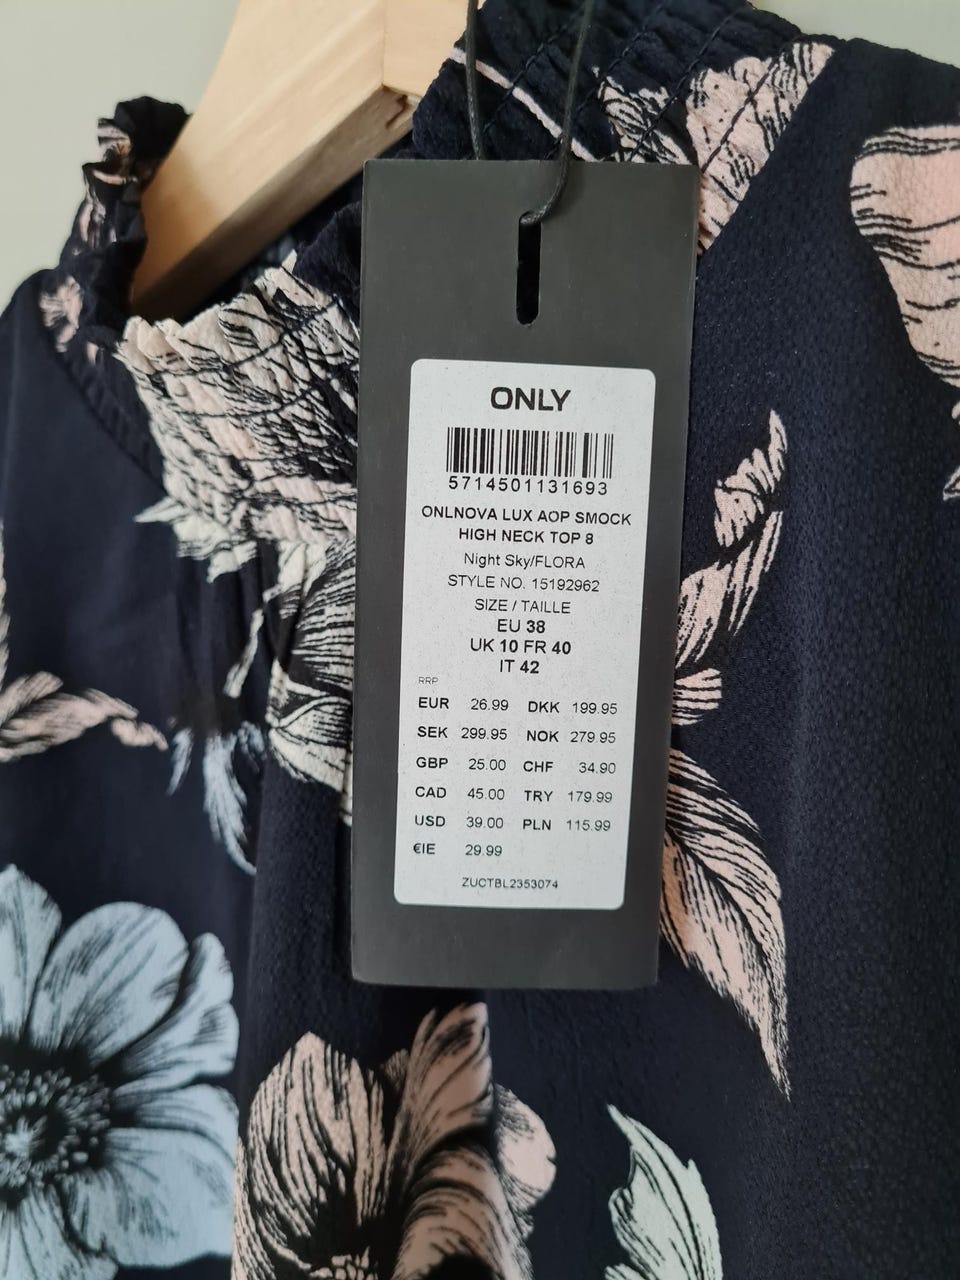 ONLY
5714501131693
ONLNOVA LUX AOP SMOCK
HIGH NECK TOP 8
Night Sky/FLORA
STYLE NO. 15192962
SIZE / TAILLE
EU 38
UK 10 FR 40
IT 42
RRP
EUR 26.99 DKK 199.95
SEK 299.95 NOK 279.95
GBP 25.00 CHF 34.90
CAD 45.00 TRY 179.99
USD 39.00 PLN 115.99
€IE 29.99
ZUCTBL2353074